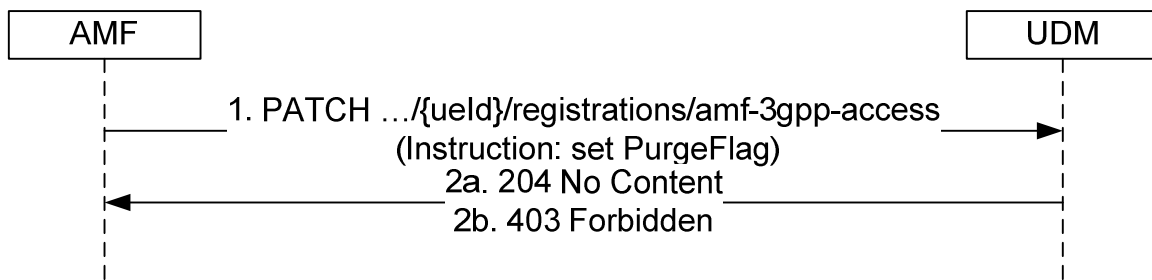 AMF
UDM
1. PATCH …/{ueId}/registrations/amf-3gpp-access
(Instruction: set PurgeFlag)
2a. 204 No Content
2b. 403 Forbidden